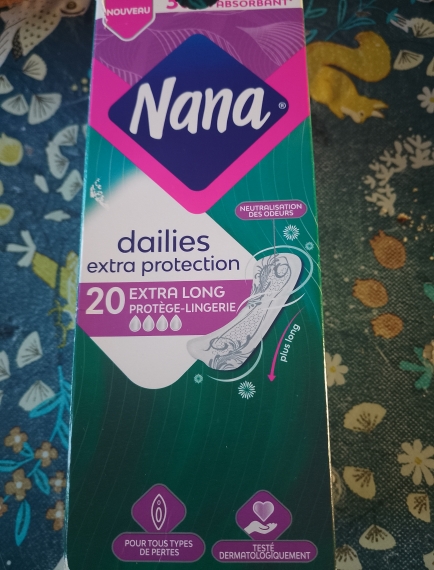 NOUVEAU
ABSORBANT
Nana®
NEUTRALISATION
DES ODEURS
dailies
extra protection
20 EXTRA LONG
PROTÈGE-LINGERIE
plus long
POUR TOUS TYPES
DE PERTES
TESTÉ
DERMATOLOGIQUEMENT